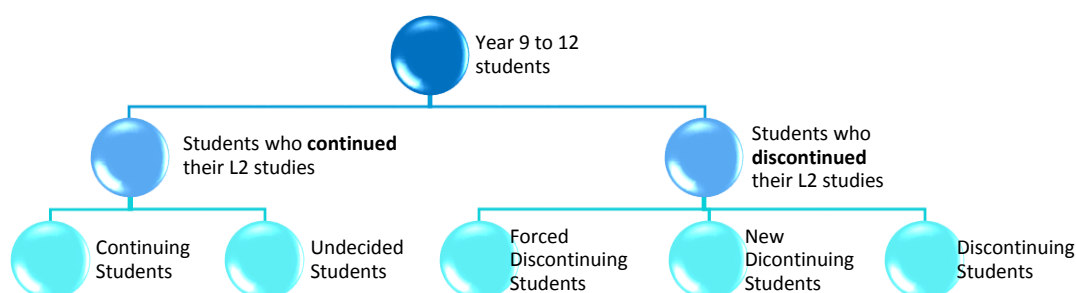 Year 9 to 12
students
Students who continued
their L2 studies
Students who
discontinued
their L2 studies
Continuing
Students
Undecided
Students
Forced
Discontinuing
Students
New
Dicontinuing
Students
Discontinuing
Students